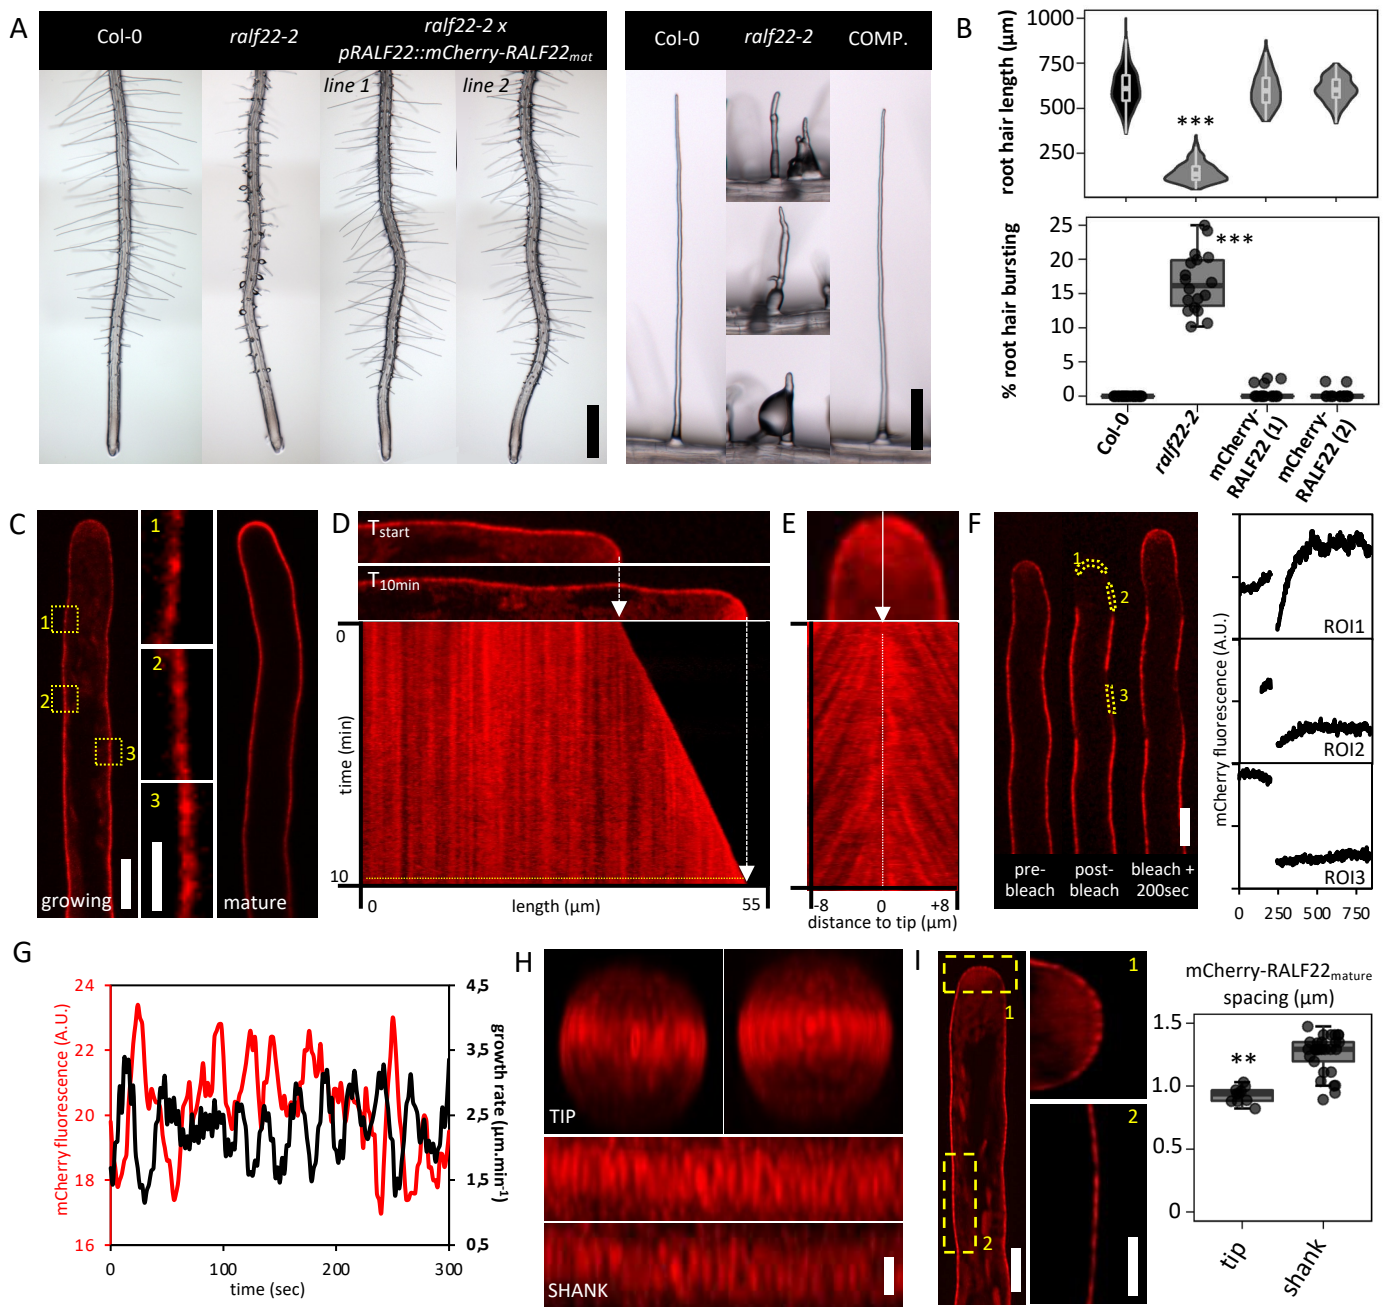 A
Col-0
ralf22-2
ralf22-2 x
pRALF22::mCherry-RALF22mat
line 1
line 2
Col-0
ralf22-2
COMP.
B
root hair length (µm)
1000
750
500
250
***
% root hair bursting
25
20
15
10
5
0
***
Col-0
ralf22-2
mCherry-
RALF22 (1)
mCherry-
RALF22 (2)
C
1
2
3
growing
1
2
3
mature
D
Tstart
T10min
time (min)
0
10
0
length (µm)
55
E
-8
0
+8
distance to tip (µm)
F
1
2
3
pre-
bleach
post-
bleach
bleach +
200sec
mCherry fluorescence (A.U.)
ROI1
ROI2
ROI3
0
250
750
G
mCherry fluorescence (A.U.)
24
22
20
18
16
4,5
3,5
2,5
1,5
0,5
growth rate (µm.min-1)
0
100
200
300
time (sec)
H
TIP
SHANK
I
1
2
1
2
mCherry-RALF22mature
spacing (µm)
1.5
1.0
0.5
0
**
tip
shank